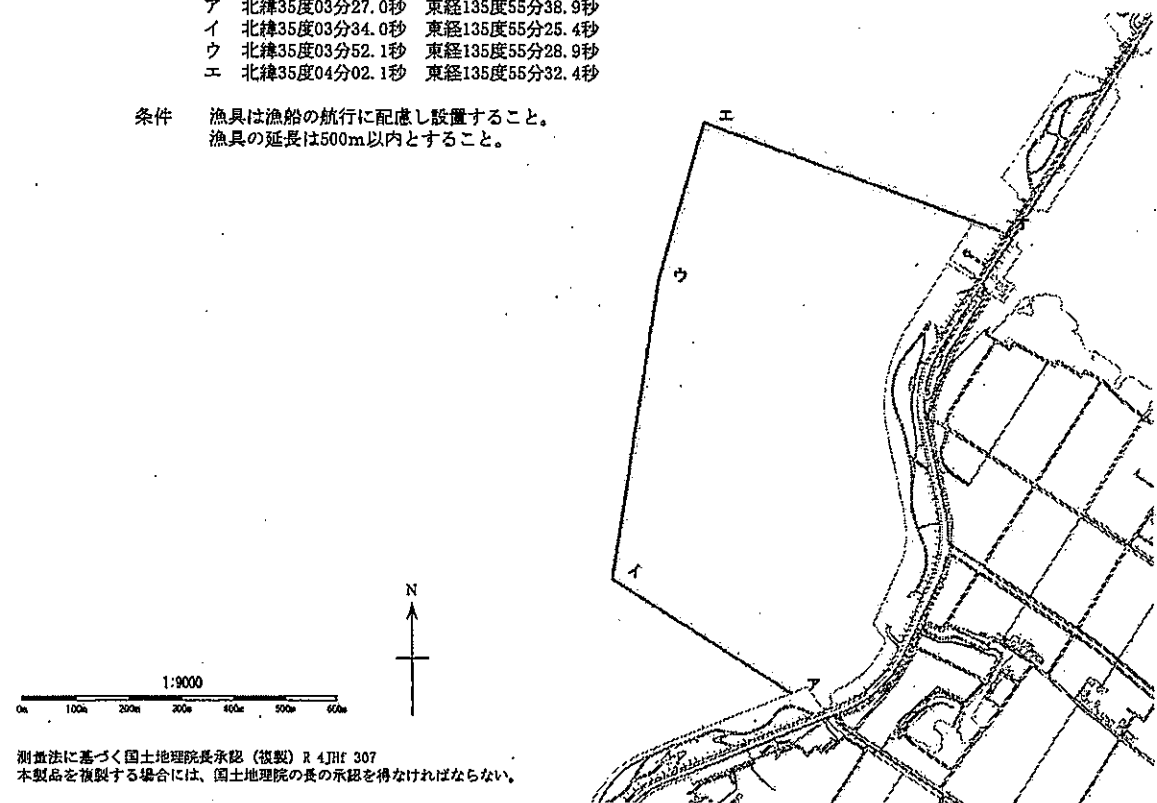 ア 北緯35度03分27.0秒 東経135度55分38.9秒
イ 北緯35度03分34.0秒 東経135度55分25.4秒
ウ 北緯35度03分52.1秒 東経135度55分28.9秒
エ 北緯35度04分02.1秒 東経135度55分32.4秒
条件 漁具は漁船の航行に配慮し設置すること。
漁具の延長は500m以内とすること。
エ
オ
ウ
イ
ア
N
1:9000
0m 100m 200m 300m 400m 500m 600m
測量法に基づく国土地理院長承認（複製）R 4JHf 307
本製品を複製する場合には、国土地理院の長の承認を得なければならない。